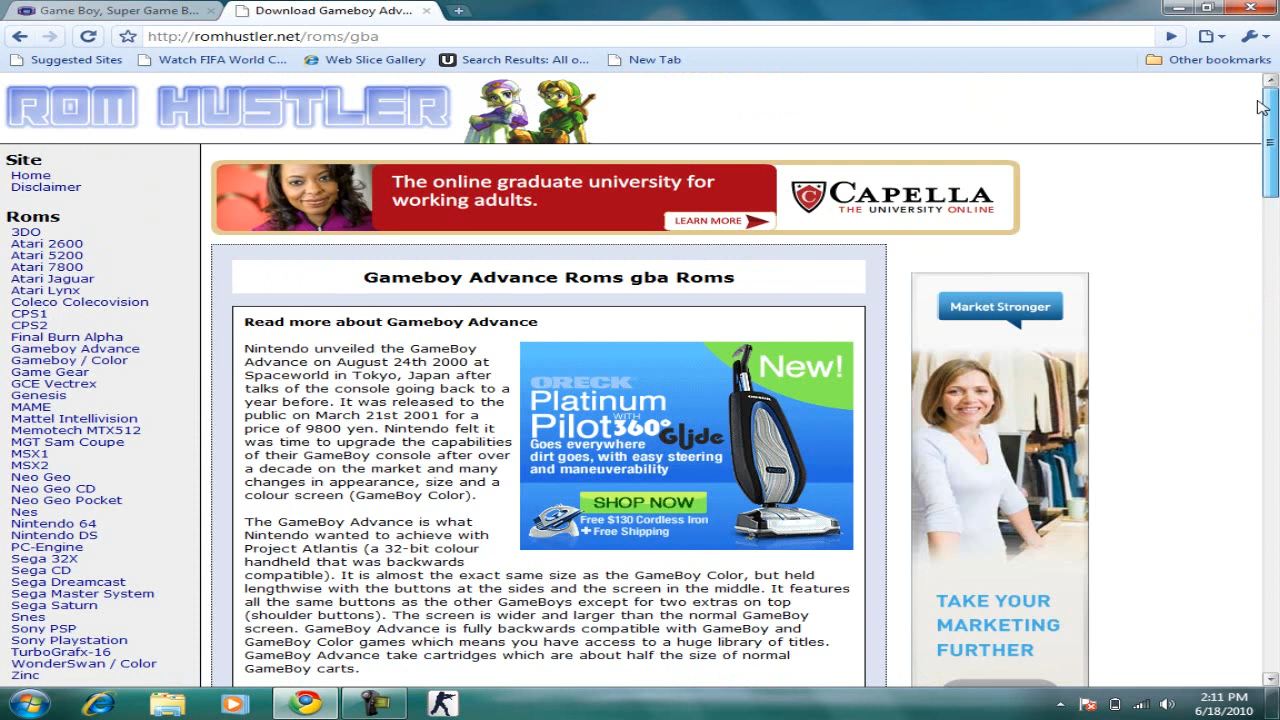 Game Boy, Super Game B...
Download Gameboy Adv...
http://romhustler.net/roms/gba
Suggested Sites
Watch FIFA World C...
Web Slice Gallery
Search Results: All o...
New Tab
Other bookmarks
ROM HUSTLER
Site
Home
Disclaimer
Roms
3DO
Atari 2600
Atari 5200
Atari 7800
Atari Jaguar
Atari Lynx
Coleco Colecovision
CPS1
CPS2
Final Burn Alpha
Gameboy Advance
Gameboy / Color
Game Gear
GCE Vectrex
Genesis
MAME
Mattel Intellivision
Memotech MTX512
MGT Sam Coupe
MSX1
MSX2
Neo Geo
Neo Geo CD
Neo Geo Pocket
Nes
Nintendo 64
Nintendo DS
PC-Engine
Sega 32X
Sega CD
Sega Dreamcast
Sega Master System
Sega Saturn
Snes
Sony PSP
Sony Playstation
TurboGrafx-16
WonderSwan / Color
Zinc
The online graduate university for
working adults.
LEARN MORE
CAPELLA
THE UNIVERSITY ONLINE
Gameboy Advance Roms gba Roms
Read more about Gameboy Advance
Nintendo unveiled the GameBoy
Advance on August 24th 2000 at
Spaceworld in Tokyo, Japan after
talks of the console going back to a
year before. It was released to the
public on March 21st 2001 for a
price of 9800 yen. Nintendo felt it
was time to upgrade the capabilities
of their GameBoy console after over
a decade on the market and many
changes in appearance, size and a
colour screen (GameBoy Color).
The GameBoy Advance is what
Nintendo wanted to achieve with
Project Atlantis (a 32-bit colour
handheld that was backwards
compatible). It is almost the exact same size as the GameBoy Color, but held
lengthwise with the buttons at the sides and the screen in the middle. It features
all the same buttons as the other GameBoys except for two extras on top
(shoulder buttons). The screen is wider and larger than the normal GameBoy
screen. GameBoy Advance is fully backwards compatible with GameBoy and
GameBoy Color games which means you have access to a huge library of titles.
GameBoy Advance take cartridges which are about half the size of normal
GameBoy carts.
New!
ORECK
Platinum
WITH
Pilot 360° Glide
Goes everywhere
dirt goes, with easy steering
and maneuverability
SHOP NOW
Free $130 Cordless Iron
+ Free Shipping
Market Stronger
TAKE YOUR
MARKETING
FURTHER
2:11 PM
6/18/2010